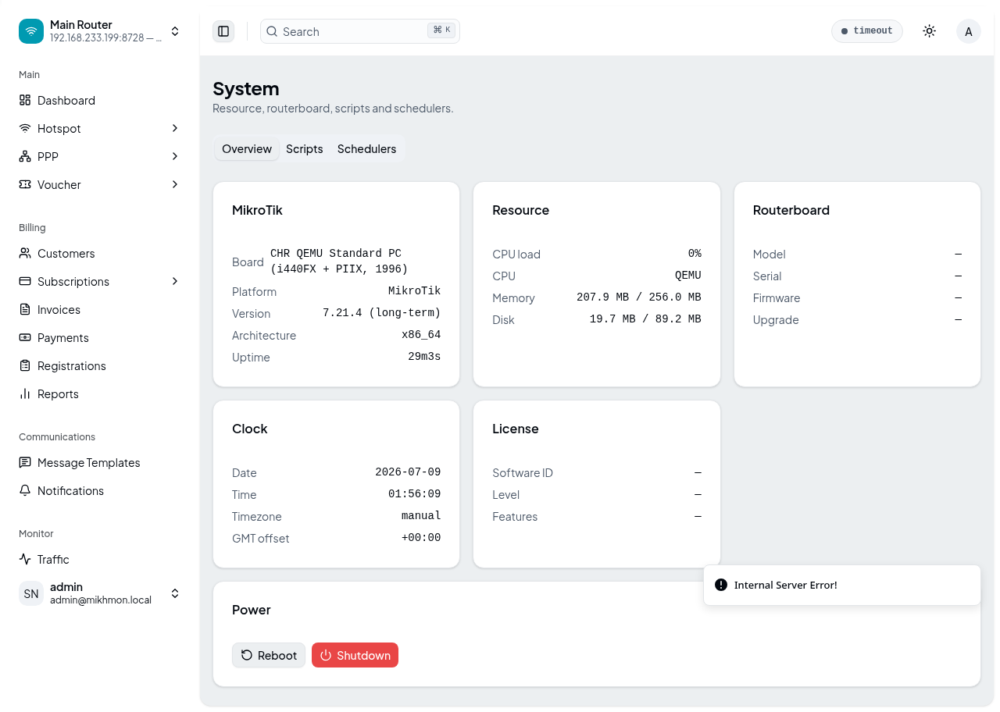 Main Router
192.168.233.199:8728 — ...
Main
Dashboard
Hotspot
PPP
Voucher
Billing
Customers
Subscriptions
Invoices
Payments
Registrations
Reports
Communications
Message Templates
Notifications
Monitor
Traffic
SN
admin
admin@mikhmon.local
Search
⌘ K
timeout
A
System
Resource, routerboard, scripts and schedulers.
Overview Scripts Schedulers
MikroTik
Board CHR QEMU Standard PC
(i440FX + PIIX, 1996)
Platform MikroTik
Version 7.21.4 (long-term)
Architecture x86_64
Uptime 29m3s
Resource
CPU load 0%
CPU QEMU
Memory 207.9 MB / 256.0 MB
Disk 19.7 MB / 89.2 MB
Routerboard
Model —
Serial —
Firmware —
Upgrade —
Clock
Date 2026-07-09
Time 01:56:09
Timezone manual
GMT offset +00:00
License
Software ID —
Level —
Features —
Power
Reboot Shutdown
Internal Server Error!